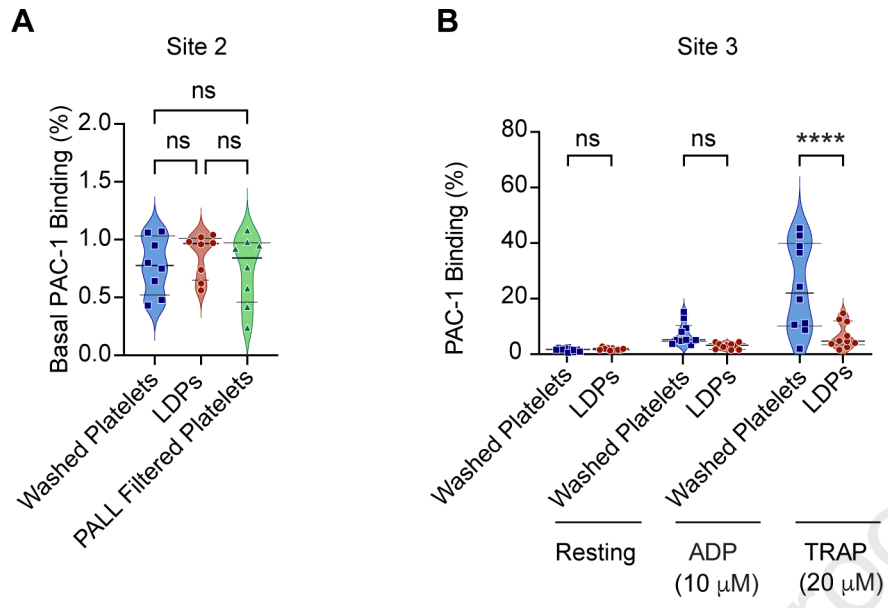 A
Site 2
ns
ns
ns
Basal PAC-1 Binding (%)
2.0
1.5
1.0
0.5
0.0
Washed Platelets
LDPs
PALL Filtered Platelets
B
Site 3
ns
ns
****
PAC-1 Binding (%)
80
60
40
20
0
Washed Platelets
LDPs
Washed Platelets
LDPs
Washed Platelets
LDPs
Resting
ADP
(10 μM)
TRAP
(20 μM)